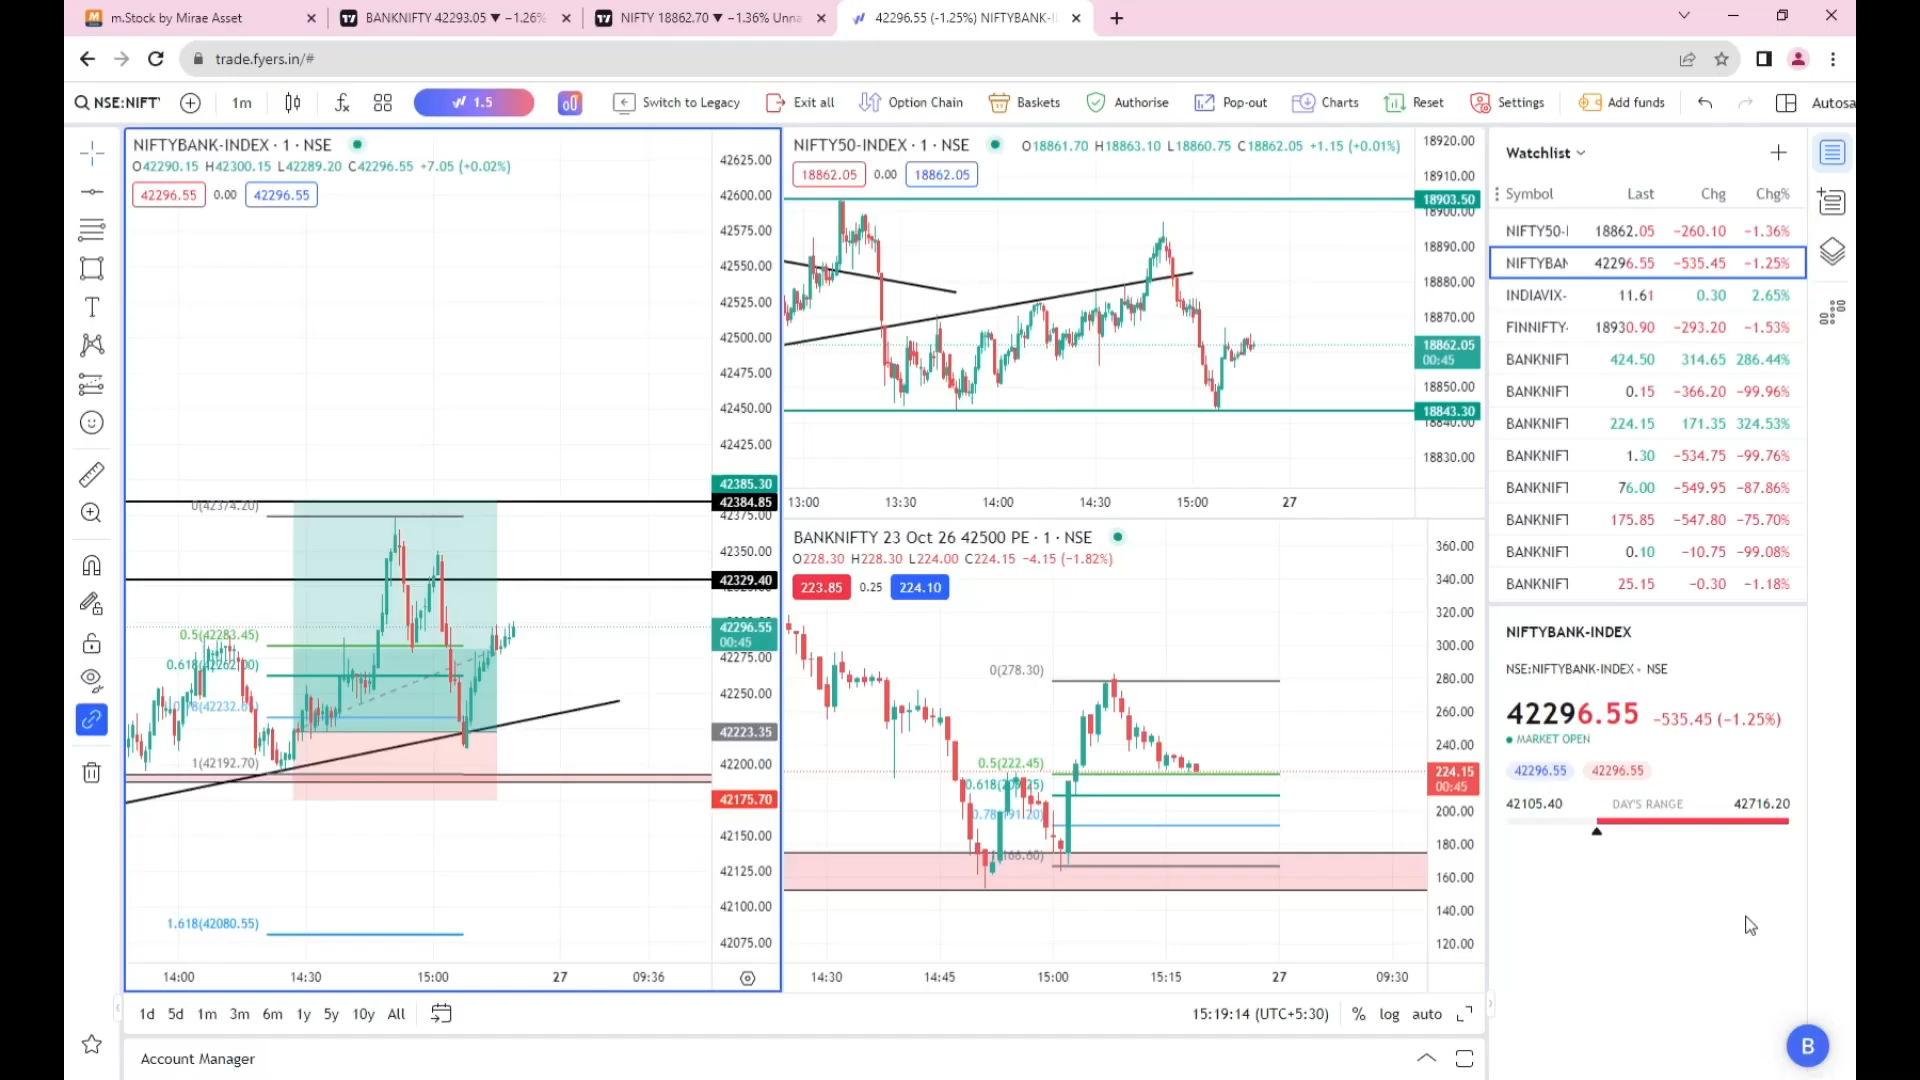 m.Stock by Mirae Asset
BANKNIFTY 42293.05 ▼ −1.26%
NIFTY 18862.70 ▼ −1.36% Unna
42296.55 (-1.25%) NIFTYBANK-I
trade.fyers.in/#
NSE:NIFT
1m
1.5
Switch to Legacy
Exit all
Option Chain
Baskets
Authorise
Pop-out
Charts
Reset
Settings
Add funds
Autosa
NIFTYBANK-INDEX · 1 · NSE
O42290.15 H42300.15 L42289.20 C42296.55 +7.05 (+0.02%)
42296.55 0.00 42296.55
42625.00
42600.00
42575.00
42550.00
42525.00
42500.00
42475.00
42450.00
42425.00
42385.30
42384.85
42375.00
42350.00
42329.40
42296.55
00:45
42275.00
42250.00
42223.35
42200.00
42175.70
42150.00
42125.00
42100.00
42075.00
0(42374.20)
0.5(42283.45)
0.618(42262.00)
1(42192.70)
1.618(42080.55)
14:00 14:30 15:00 27 09:36
NIFTY50-INDEX · 1 · NSE
O18861.70 H18863.10 L18860.75 C18862.05 +1.15 (+0.01%)
18862.05 0.00 18862.05
18920.00
18910.00
18903.50
18900.00
18890.00
18880.00
18870.00
18862.05
00:45
18850.00
18843.30
18840.00
18830.00
13:00 13:30 14:00 14:30 15:00 27
BANKNIFTY 23 Oct 26 42500 PE · 1 · NSE
O228.30 H228.30 L224.00 C224.15 −4.15 (−1.82%)
223.85 0.25 224.10
360.00
340.00
320.00
300.00
280.00
260.00
240.00
224.15
00:45
200.00
180.00
160.00
140.00
120.00
0(278.30)
0.5(222.45)
14:30 14:45 15:00 15:15 27 09:30
Watchlist
Symbol Last Chg Chg%
NIFTY50-I 18862.05 −260.10 −1.36%
NIFTYBAN 42296.55 −535.45 −1.25%
INDIAVIX- 11.61 0.30 2.65%
FINNIFTY- 18930.90 −293.20 −1.53%
BANKNIFT 424.50 314.65 286.44%
BANKNIFT 0.15 −366.20 −99.96%
BANKNIFT 224.15 171.35 324.53%
BANKNIFT 1.30 −534.75 −99.76%
BANKNIFT 76.00 −549.95 −87.86%
BANKNIFT 175.85 −547.80 −75.70%
BANKNIFT 0.10 −10.75 −99.08%
BANKNIFT 25.15 −0.30 −1.18%
NIFTYBANK-INDEX
NSE:NIFTYBANK-INDEX • NSE
42296.55 −535.45 (−1.25%)
MARKET OPEN
42296.55 42296.55
42105.40 DAY'S RANGE 42716.20
1d 5d 1m 3m 6m 1y 5y 10y All
15:19:14 (UTC+5:30) % log auto
Account Manager
B